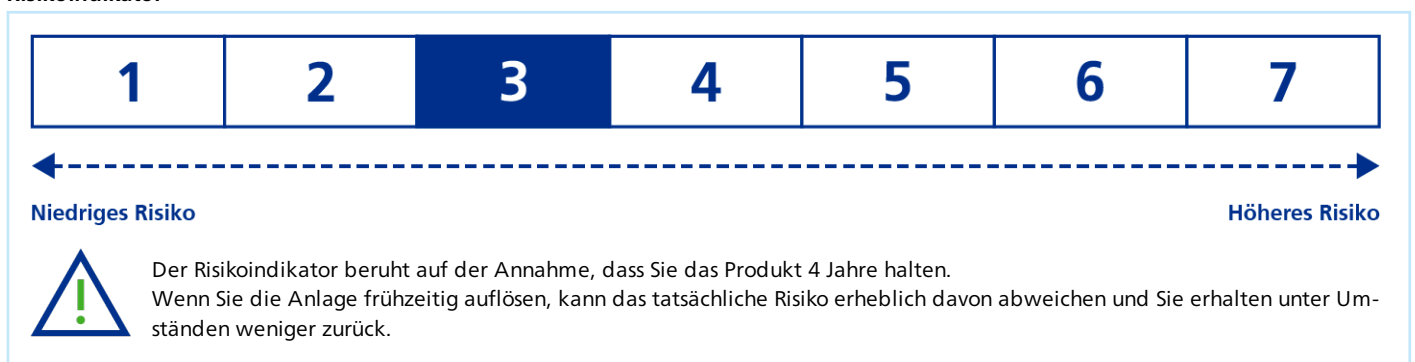 Risikoindikator
1 2 3 4 5 6 7
Niedriges Risiko Höheres Risiko
Der Risikoindikator beruht auf der Annahme, dass Sie das Produkt 4 Jahre halten.
Wenn Sie die Anlage frühzeitig auflösen, kann das tatsächliche Risiko erheblich davon abweichen und Sie erhalten unter Um-
ständen weniger zurück.